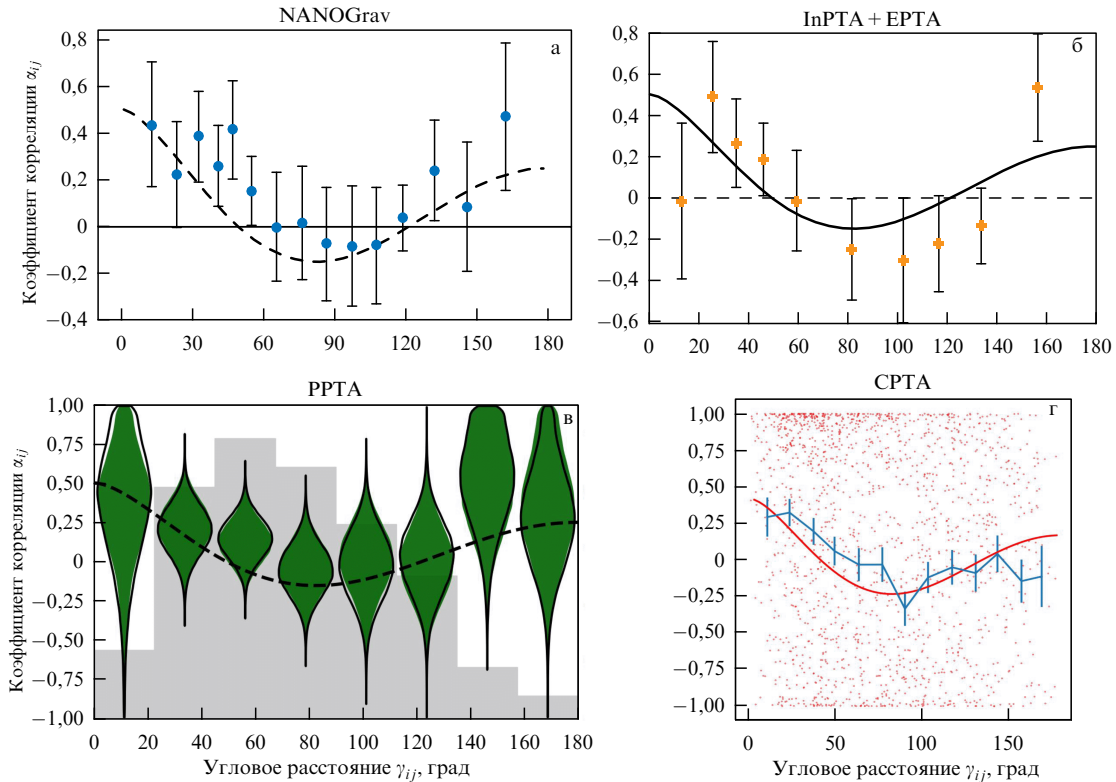 NANOGrav
а
Коэффициент корреляции α_ij
0,8
0,6
0,4
0,2
0
−0,2
−0,4
0 30 60 90 120 150 180
InPTA + EPTA
б
0,8
0,6
0,4
0,2
0
−0,2
−0,4
−0,6
0 20 40 60 80 100 120 140 160 180
PPTA
в
Коэффициент корреляции α_ij
1,00
0,75
0,50
0,25
0
−0,25
−0,50
−0,75
−1,00
0 20 40 60 80 100 120 140 160 180
Угловое расстояние γ_ij, град
CPTA
г
1,00
0,75
0,50
0,25
0
−0,25
−0,50
−0,75
−1,00
0 50 100 150
Угловое расстояние γ_ij, град